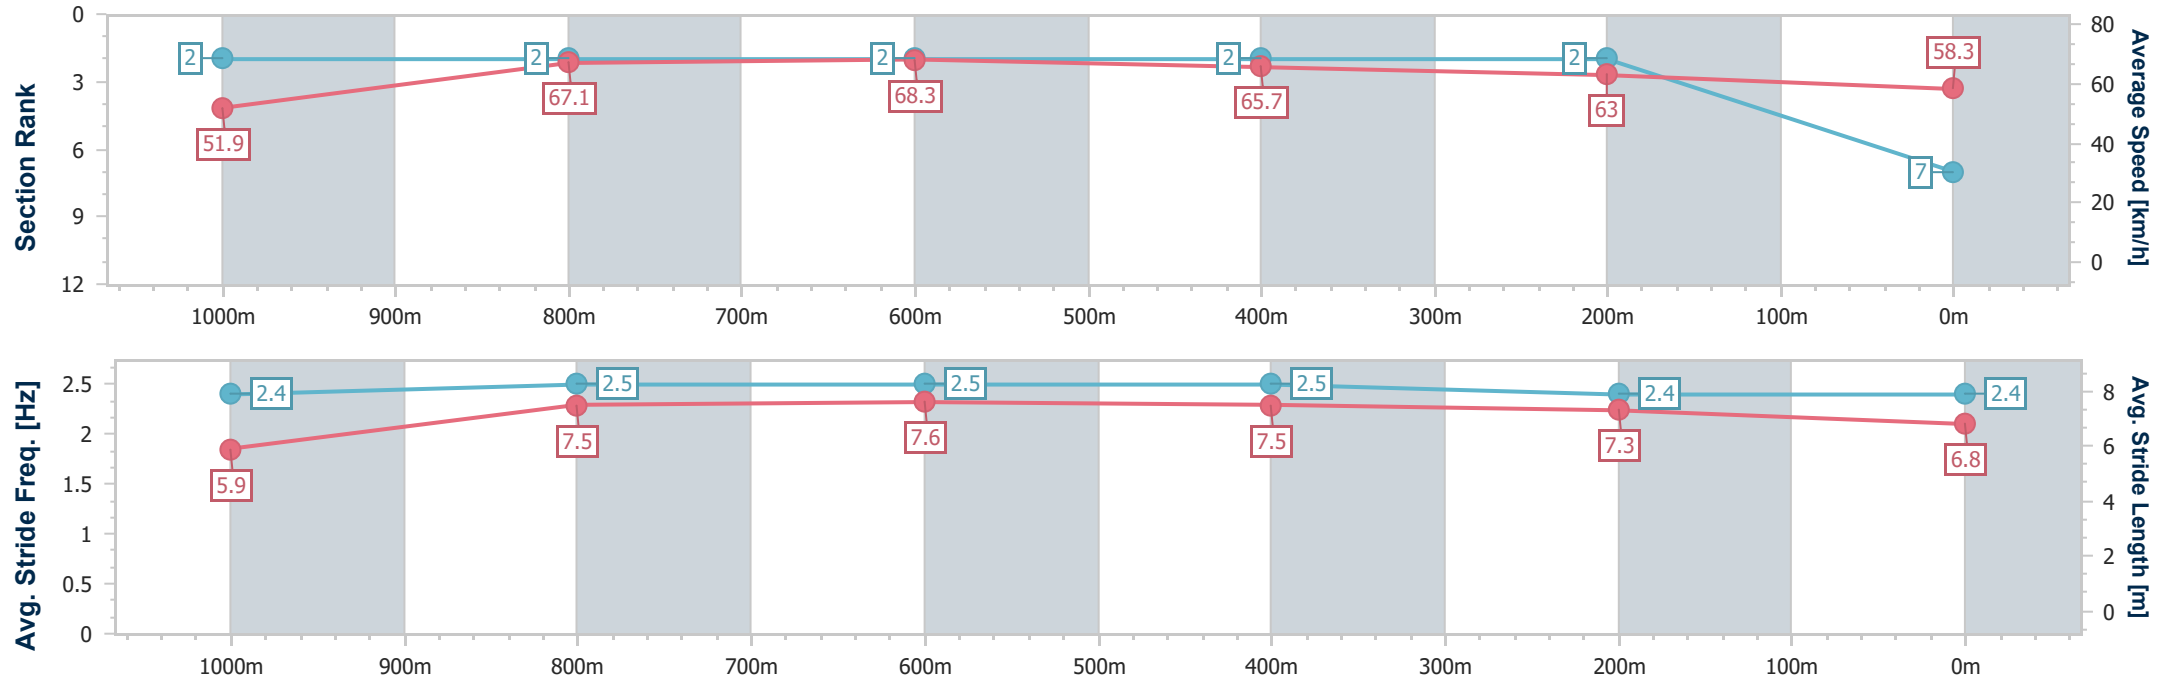 Section Rank
0
3
6
9
12
2
2
2
2
2
7
51.9
67.1
68.3
65.7
63
58.3
80
60
40
20
0
Average Speed [km/h]
1000m
900m
800m
700m
600m
500m
400m
300m
200m
100m
0m
Avg. Stride Freq. [Hz]
2.5
2
1.5
1
0.5
0
2.4
2.5
2.5
2.5
2.4
2.4
5.9
7.5
7.6
7.5
7.3
6.8
8
6
4
2
0
Avg. Stride Length [m]
1000m
900m
800m
700m
600m
500m
400m
300m
200m
100m
0m